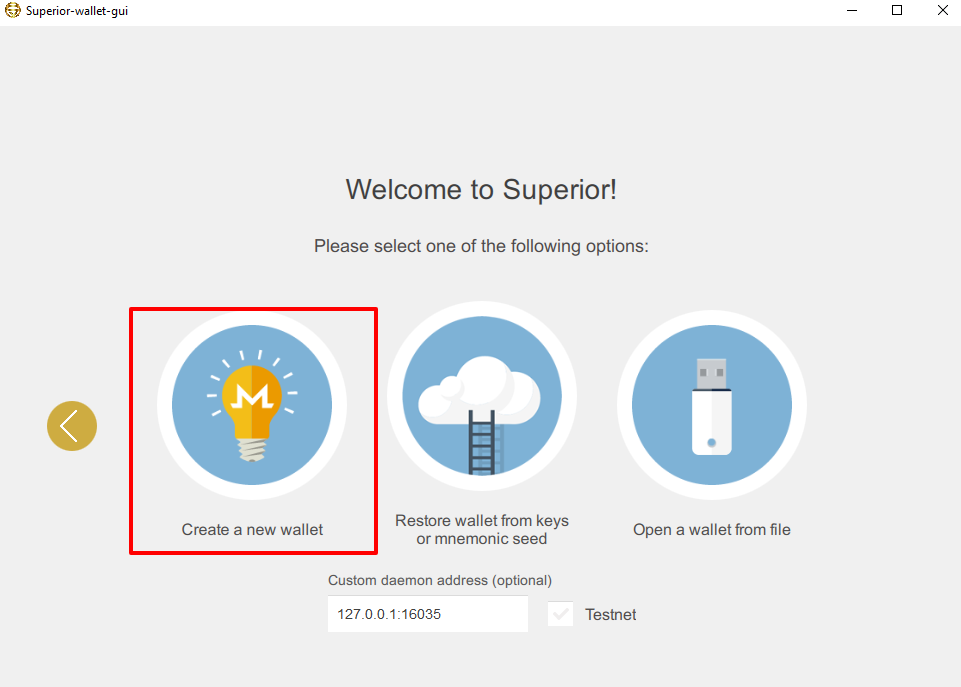 Superior-wallet-gui
Welcome to Superior!
Please select one of the following options:
Create a new wallet
Restore wallet from keys
or mnemonic seed
Open a wallet from file
Custom daemon address (optional)
127.0.0.1:16035
Testnet